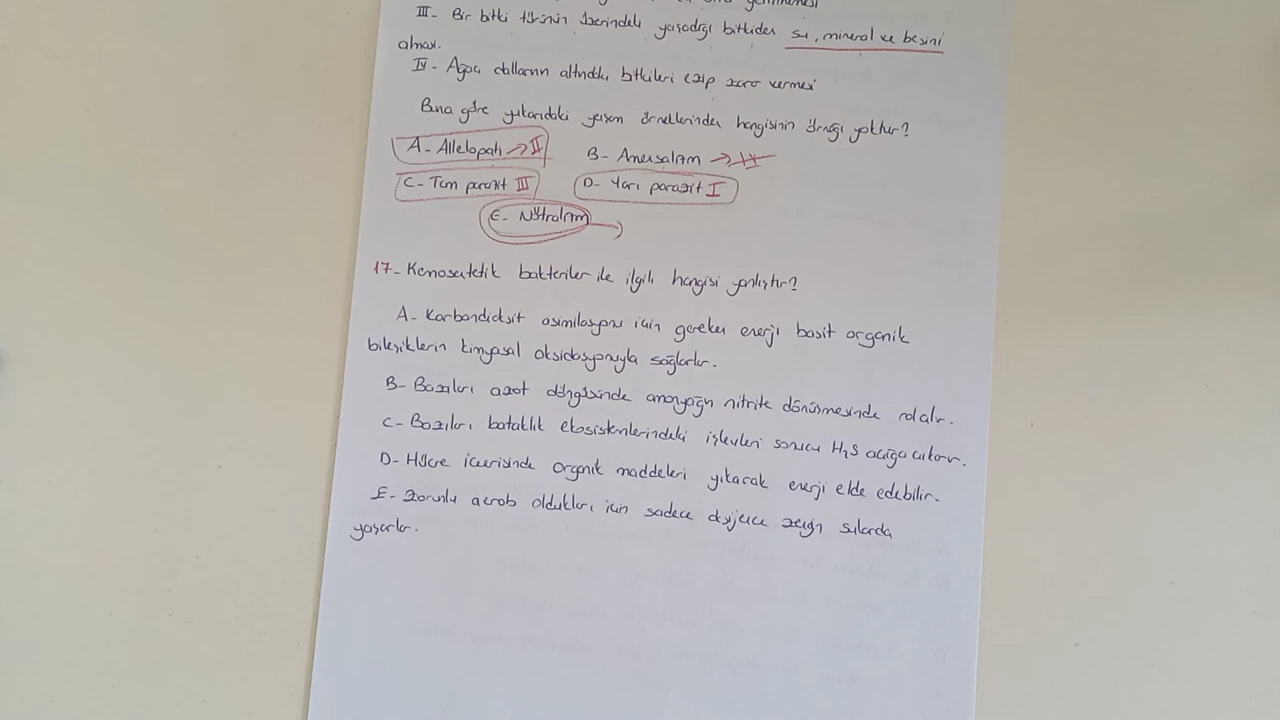 III- Bir bitki türünün üzerindeki yaşadığı bitkiden su, mineral ve besini
alması.
IV- Ağaç dallarının altındaki bitkileri ezip zarar vermesi
Buna göre yukarıdaki yaşam örneklerinden hangisinin örneği yoktur?
A- Allelopati → II
B- Amensalizm → IV
C- Tam parazit III
D- Yarı parazit I
E- Nötralizm
17- Kemosentetik bakteriler ile ilgili hangisi yanlıştır?
A- Karbondioksit asimilasyonu için gereken enerji basit organik
bileşiklerin kimyasal oksidasyonuyla sağlarlar.
B- Bazıları azot döngüsünde amonyağın nitrite dönüşmesinde rol alır.
C- Bazıları bataklık ekosistemlerindeki işlevleri sonucu H₂S açığa çıkar.
D- Hücre içerisinde organik maddeleri yıkarak enerji elde edebilir.
E- Zorunlu aerob oldukları için sadece oksijence zengin sularda
yaşarlar.